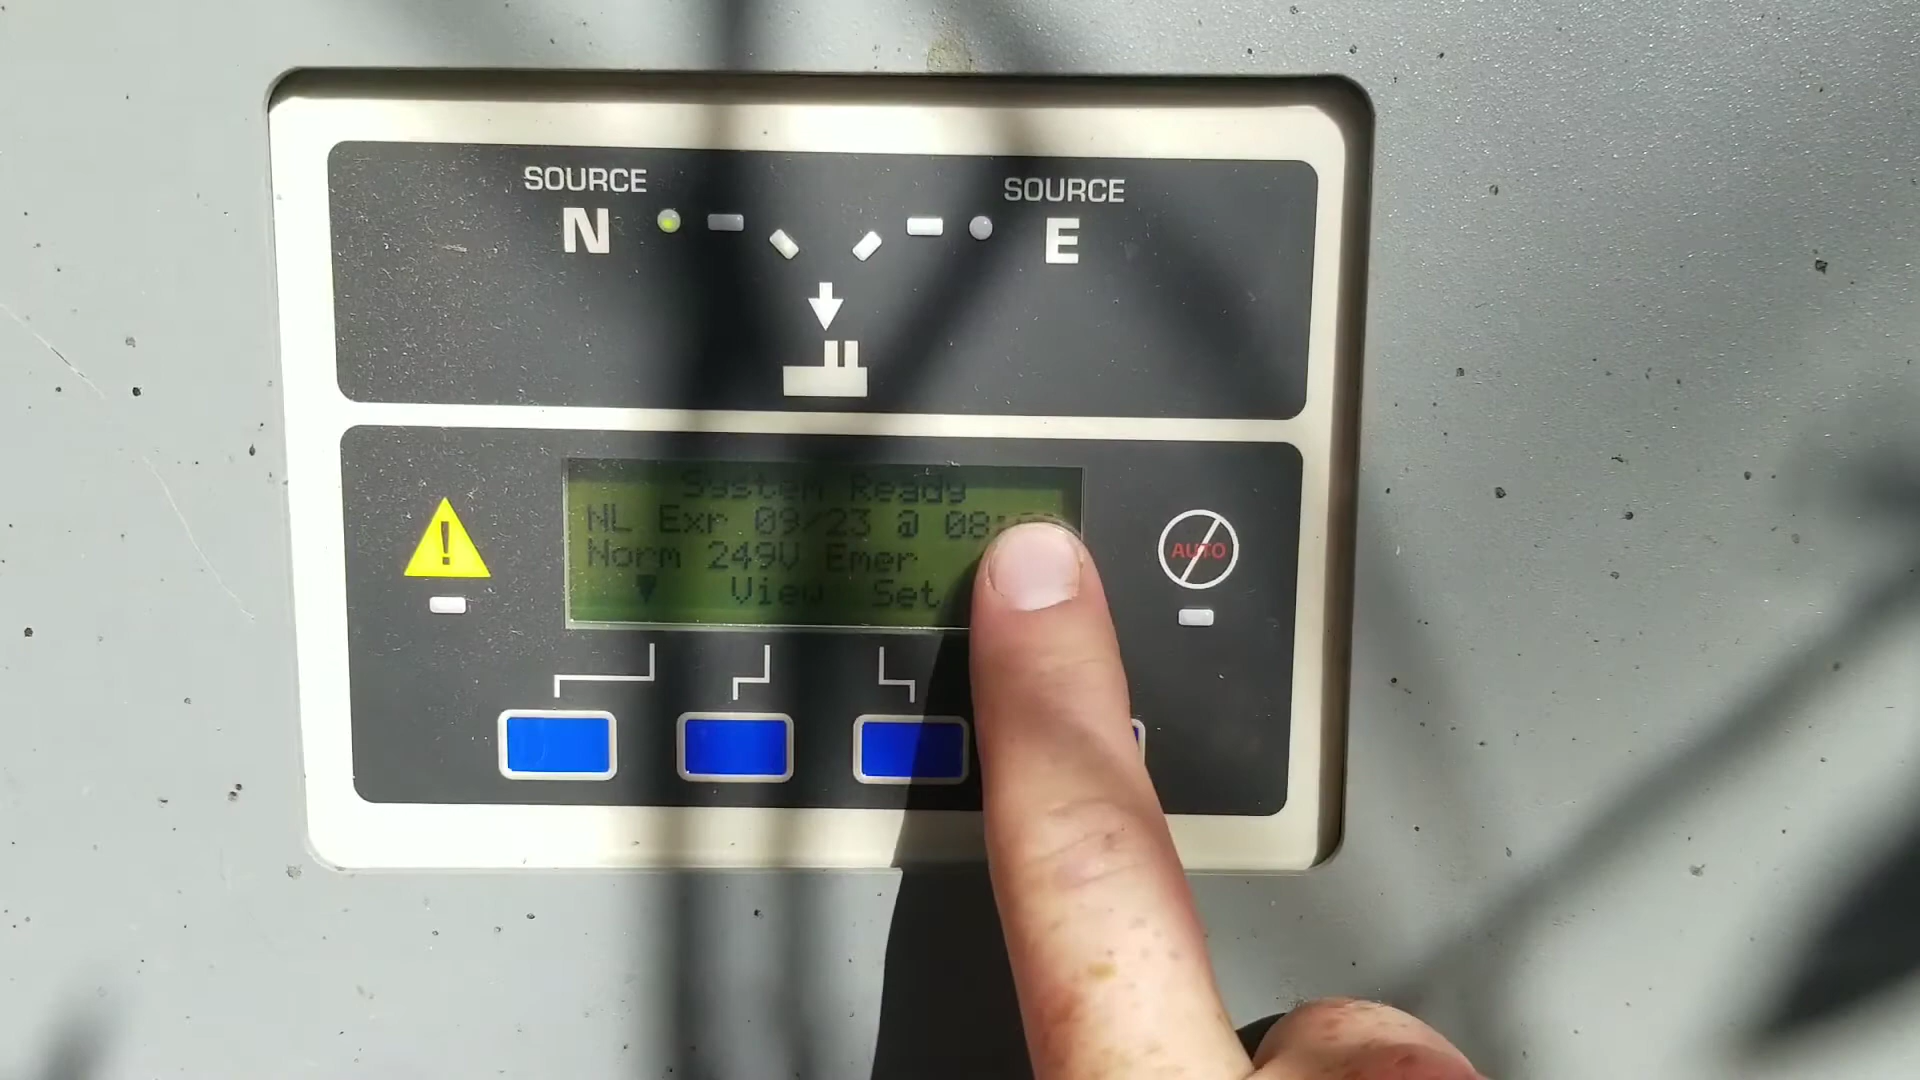 SOURCE
N
SOURCE
E
System Ready
NL Exr 09/23 @ 08:
Norm 249V Emer
View Set
AUTO